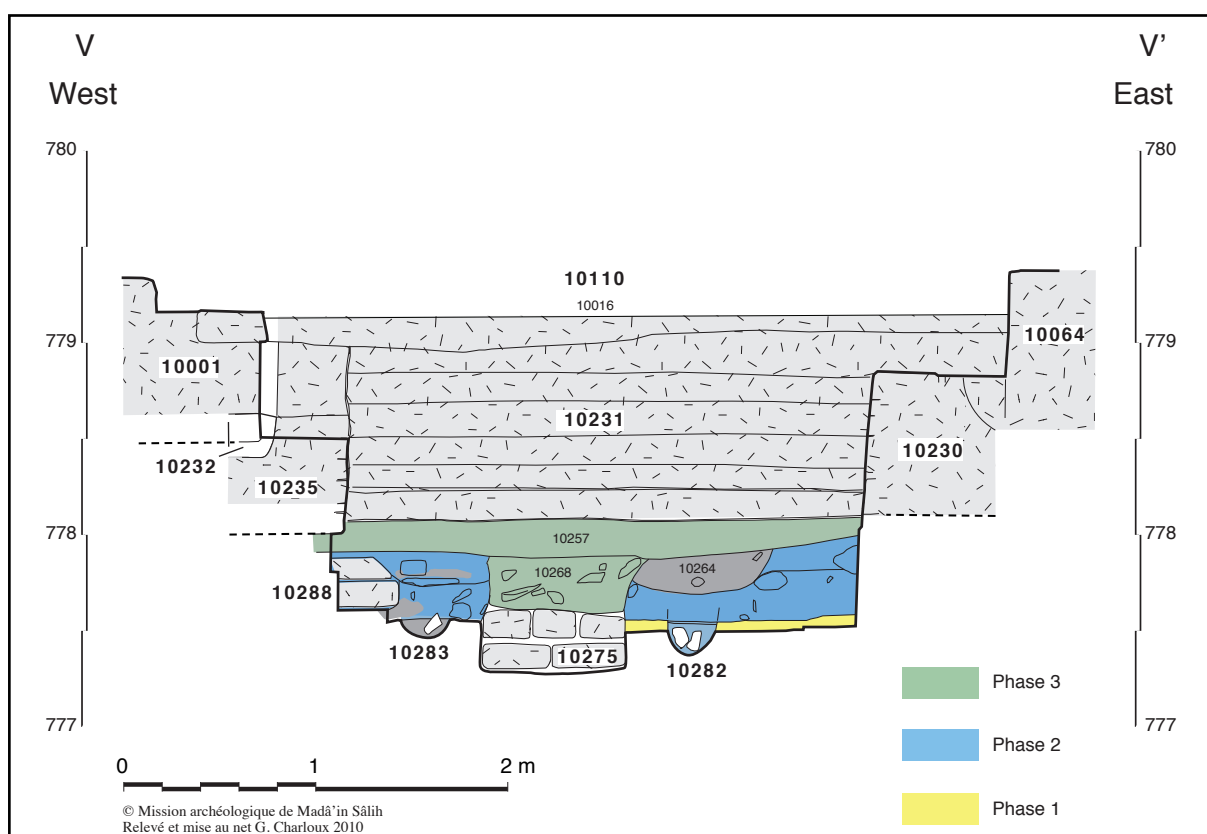 V V'
West East
780 780
10110
10016
779 779
10001 10064
10231
10232 10230
10235
778 778
10257
10268 10264
10288
10283 10275 10282
Phase 3
777 777
Phase 2
0 1 2 m
Phase 1
© Mission archéologique de Madâ'in Sâlih
Relevé et mise au net G. Charloux 2010